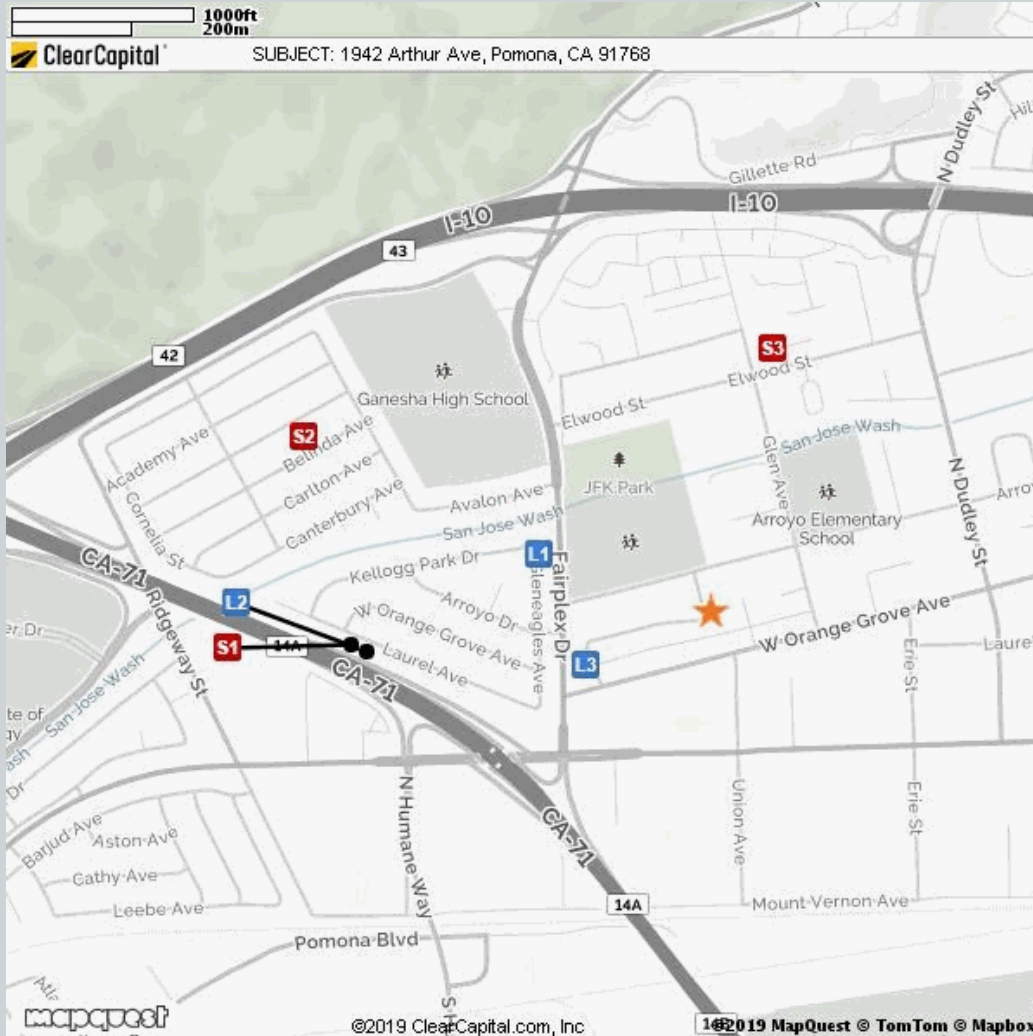 1000ft
200m
ClearCapital
SUBJECT: 1942 Arthur Ave, Pomona, CA 91768
N Dudley St
Gillette Rd
I-10
I-10
43
42
S3
Elwood St
Ganesha High School
Elwood St
S2
Belinda Ave
Academy Ave
Carlton Ave
Canterbury Ave
Cornelia St
Avalon Ave
San Jose Wash
San Jose Wash
Glen Ave
JFK Park
Arroyo Elementary
School
N Dudley St
L1
Kellogg Park Dr
Fairplex Dr
Gleneagles Ave
CA-71
L2
Arroyo Dr
W Orange Grove Ave
W Orange Grove Ave
S1
14A
Laurel Ave
L3
Ridgeway St
CA-71
Erie St
San Jose Wash
Union Ave
Erie St
N Humane Way
CA-71
Barjud Ave
Aston Ave
Cathy Ave
Leebe Ave
14A
Mount Vernon Ave
Pomona Blvd
mapquest
©2019 ClearCapital.com, Inc
©2019 MapQuest © TomTom © Mapbox